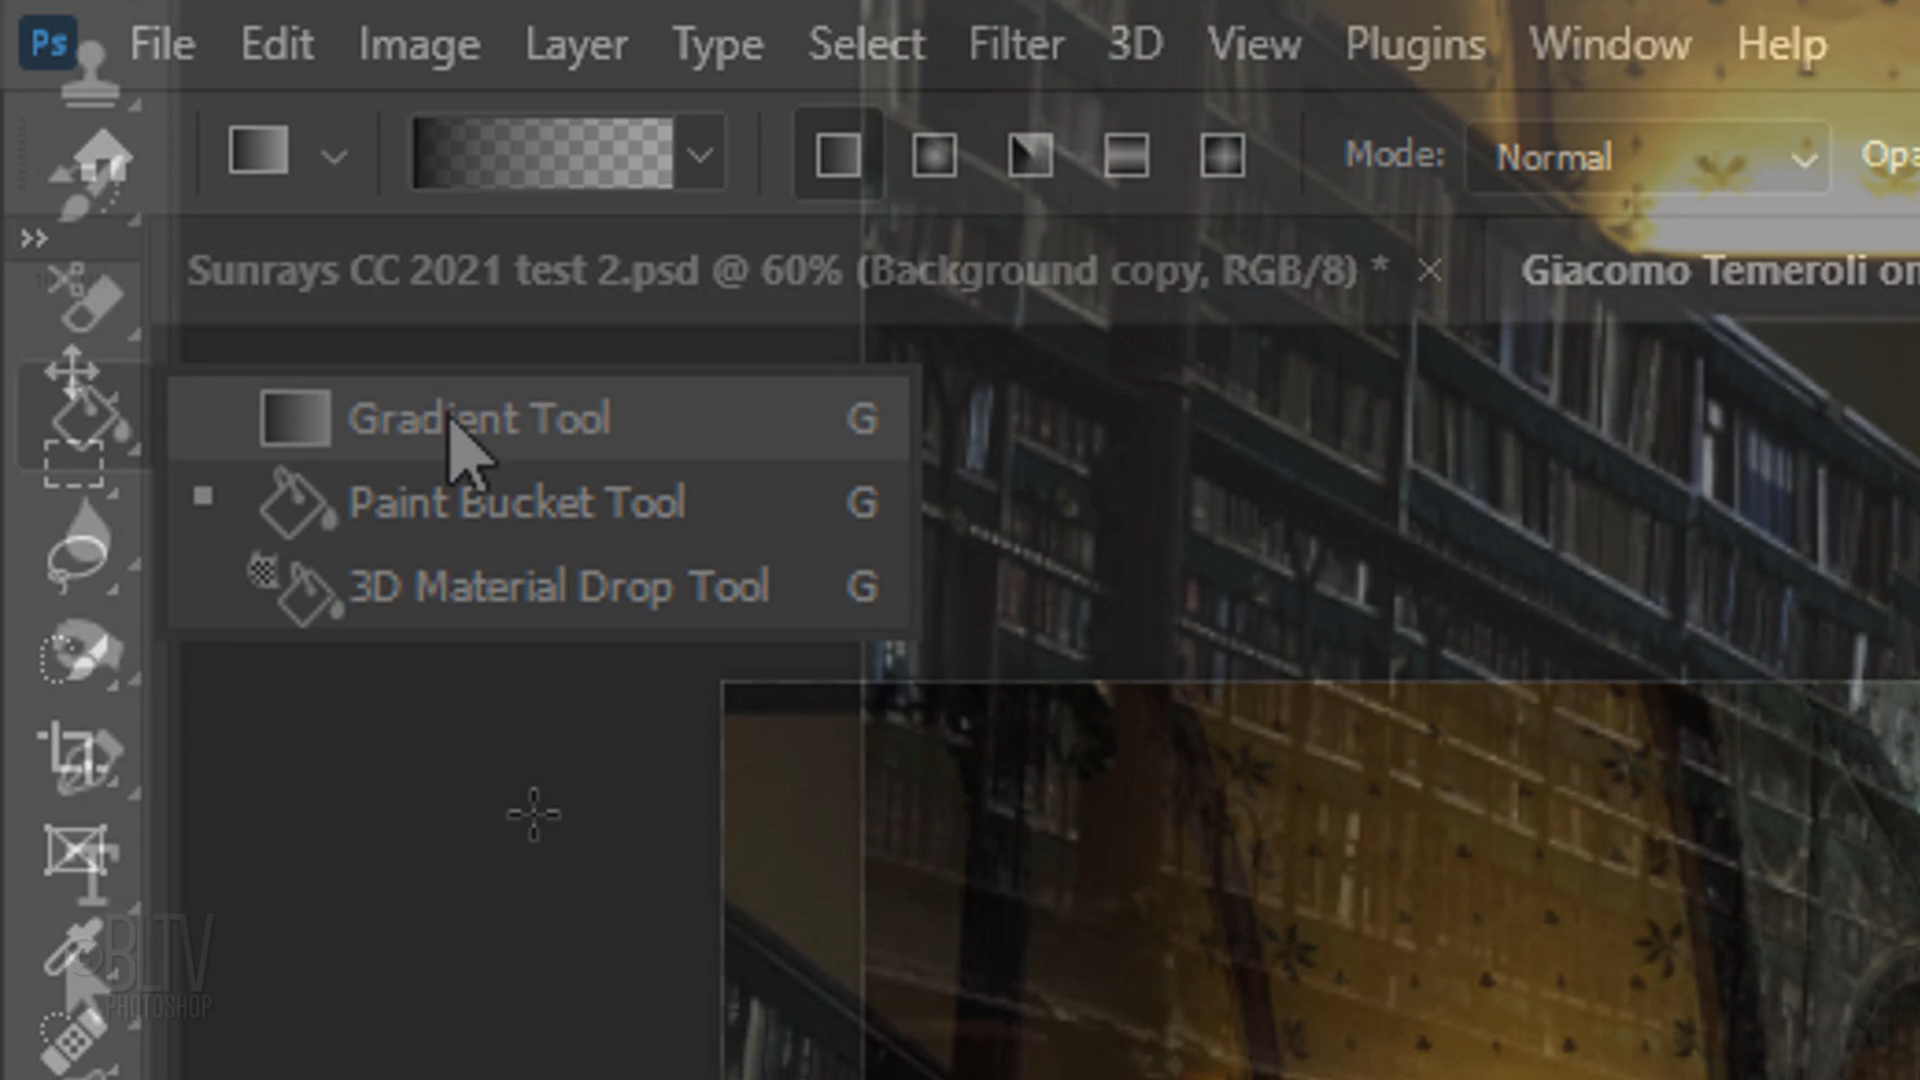 Ps File Edit Image Layer Type Select Filter 3D View Plugins Window Help
Mode: Normal
Sunrays CC 2021 test 2.psd @ 60% (Background copy, RGB/8) * Giacomo Temeroli
Gradient Tool G
Paint Bucket Tool G
3D Material Drop Tool G
BLTV
PHOTOSHOP